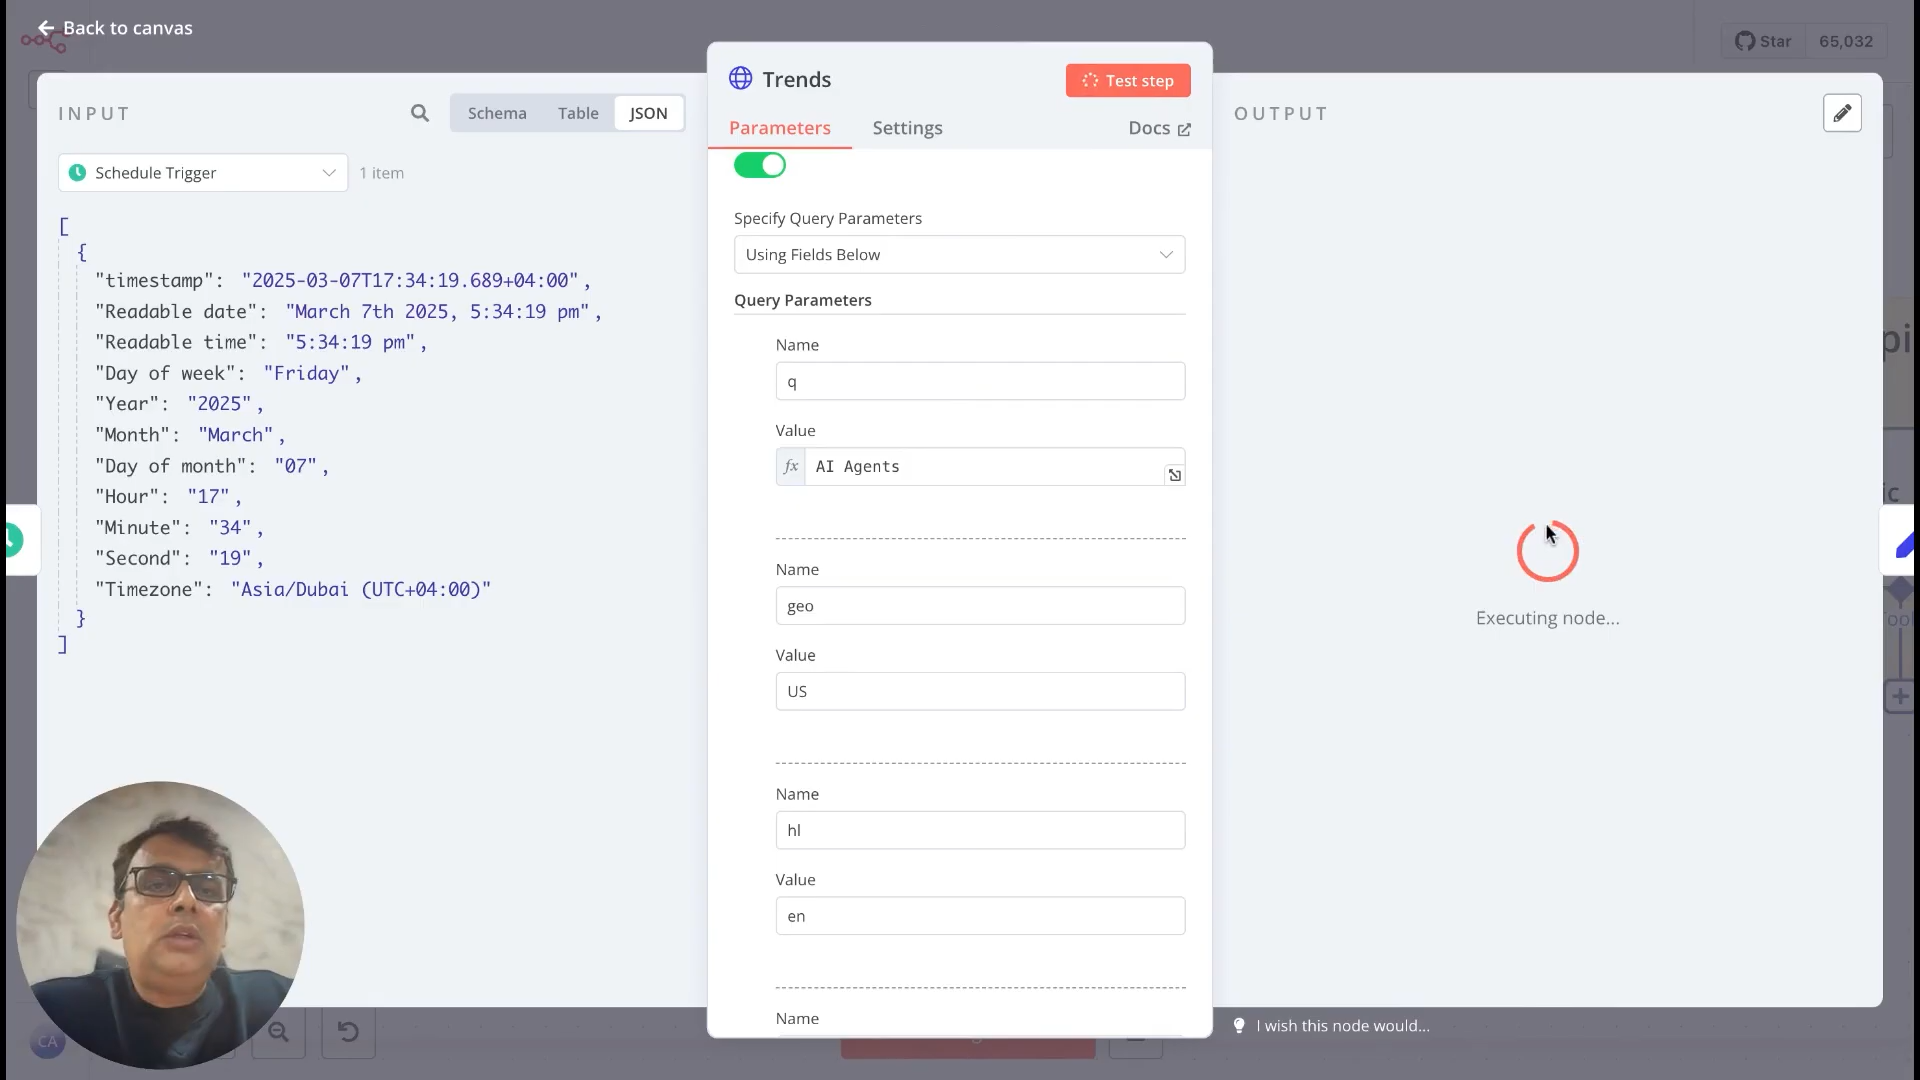 Back to canvas
Star 65,032
INPUT
Schema Table JSON
Schedule Trigger
1 item
[
{
"timestamp": "2025-03-07T17:34:19.689+04:00",
"Readable date": "March 7th 2025, 5:34:19 pm",
"Readable time": "5:34:19 pm",
"Day of week": "Friday",
"Year": "2025",
"Month": "March",
"Day of month": "07",
"Hour": "17",
"Minute": "34",
"Second": "19",
"Timezone": "Asia/Dubai (UTC+04:00)"
}
]
CA
Trends
Test step
Parameters Settings Docs
Specify Query Parameters
Using Fields Below
Query Parameters
Name
q
Value
fx AI Agents
Name
geo
Value
US
Name
hl
Value
en
Name
OUTPUT
Executing node...
I wish this node would...